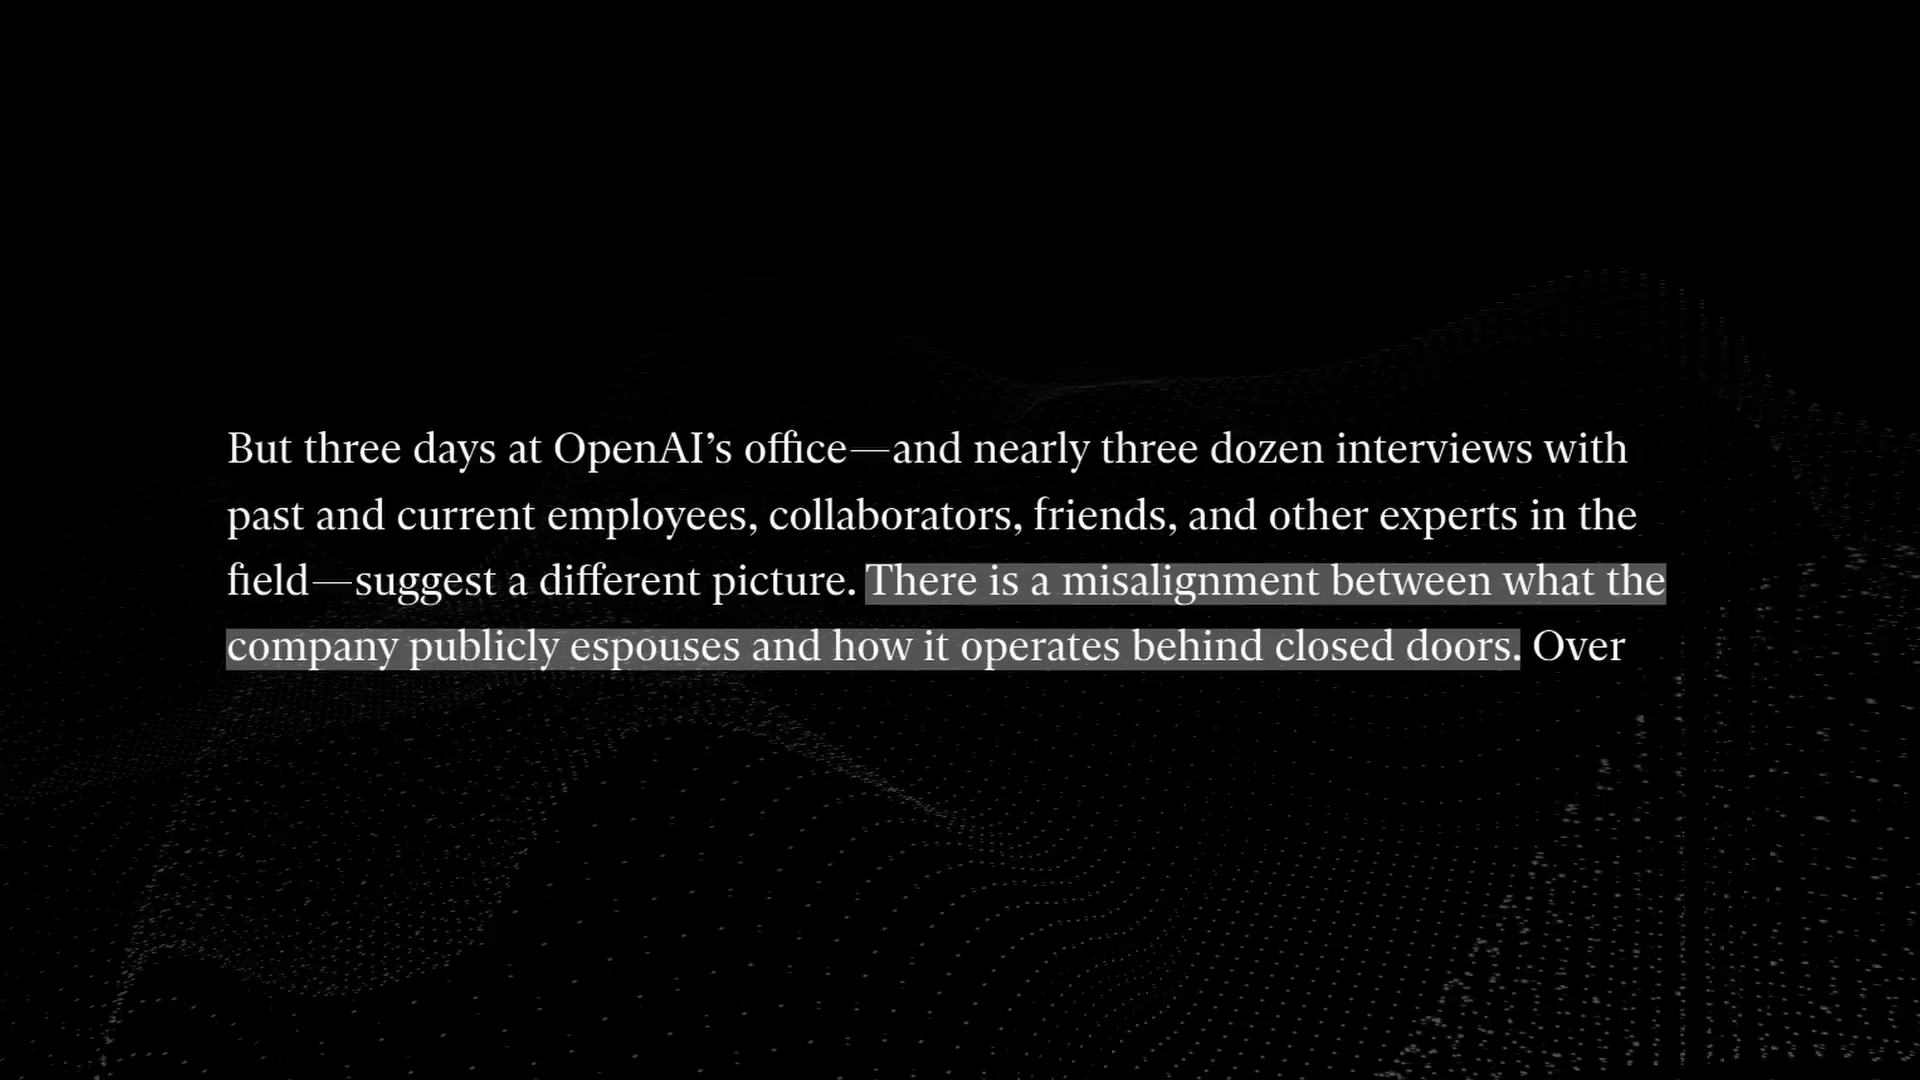 But three days at OpenAI’s office—and nearly three dozen interviews with
past and current employees, collaborators, friends, and other experts in the
field—suggest a different picture. There is a misalignment between what the
company publicly espouses and how it operates behind closed doors. Over